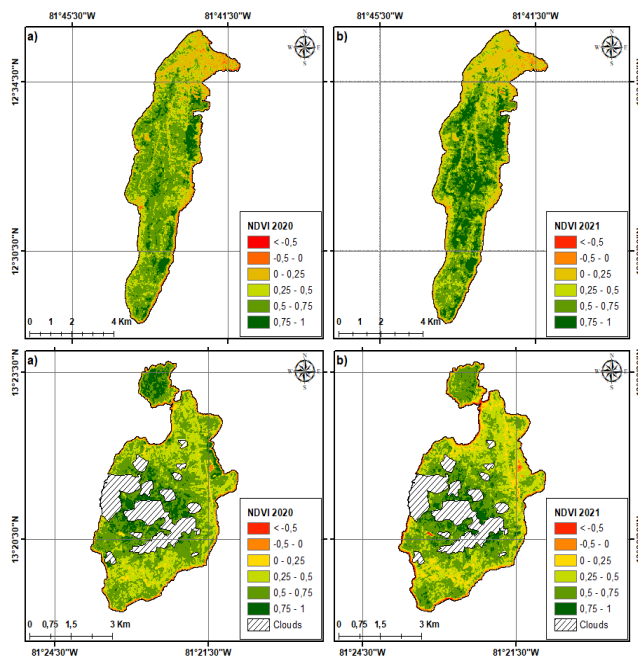 81°45'30"W 81°41'30"W 81°45'30"W 81°41'30"W
a)
N
W E
S
12°34'30"N
12°30'30"N
NDVI 2020
< -0,5
-0,5 - 0
0 - 0,25
0,25 - 0,5
0,5 - 0,75
0,75 - 1
0 1 2 4 Km
b)
N
W E
S
NDVI 2021
< -0,5
-0,5 - 0
0 - 0,25
0,25 - 0,5
0,5 - 0,75
0,75 - 1
0 1 2 4 Km
a)
N
W E
S
13°23'30"N
13°20'30"N
NDVI 2020
< -0,5
-0,5 - 0
0 - 0,25
0,25 - 0,5
0,5 - 0,75
0,75 - 1
Clouds
0 0,75 1,5 3 Km
b)
N
W E
S
NDVI 2021
< -0,5
-0,5 - 0
0 - 0,25
0,25 - 0,5
0,5 - 0,75
0,75 - 1
Clouds
0 0,75 1,5 3 Km
81°24'30"W 81°21'30"W 81°24'30"W 81°21'30"W